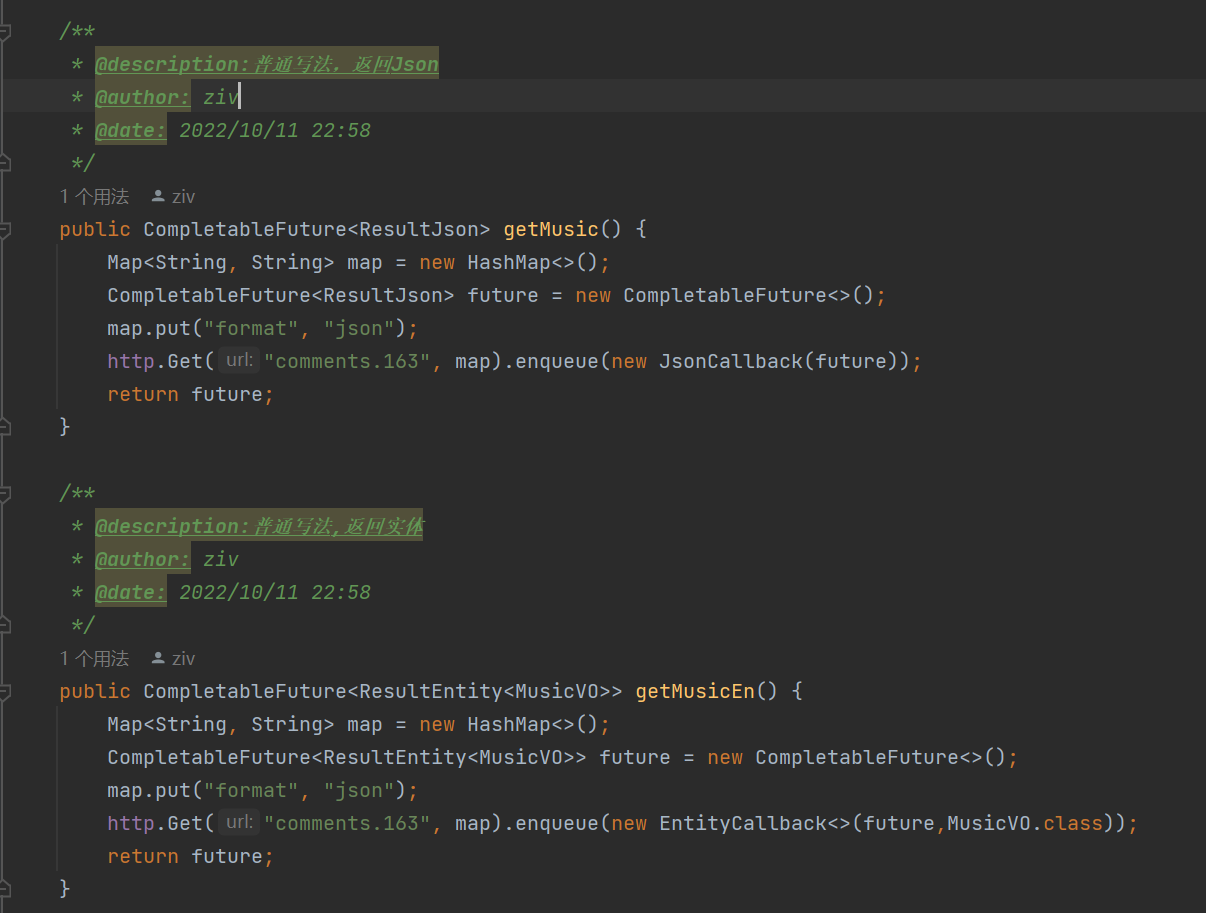 /**
* @description:普通写法，返回Json
* @author: ziv
* @date: 2022/10/11 22:58
*/
1 个用法 ziv
public CompletableFuture<ResultJson> getMusic() {
Map<String, String> map = new HashMap<>();
CompletableFuture<ResultJson> future = new CompletableFuture<>();
map.put("format", "json");
http.Get( url: "comments.163", map).enqueue(new JsonCallback(future));
return future;
}
/**
* @description:普通写法,返回实体
* @author: ziv
* @date: 2022/10/11 22:58
*/
1 个用法 ziv
public CompletableFuture<ResultEntity<MusicVO>> getMusicEn() {
Map<String, String> map = new HashMap<>();
CompletableFuture<ResultEntity<MusicVO>> future = new CompletableFuture<>();
map.put("format", "json");
http.Get( url: "comments.163", map).enqueue(new EntityCallback<>(future,MusicVO.class));
return future;
}